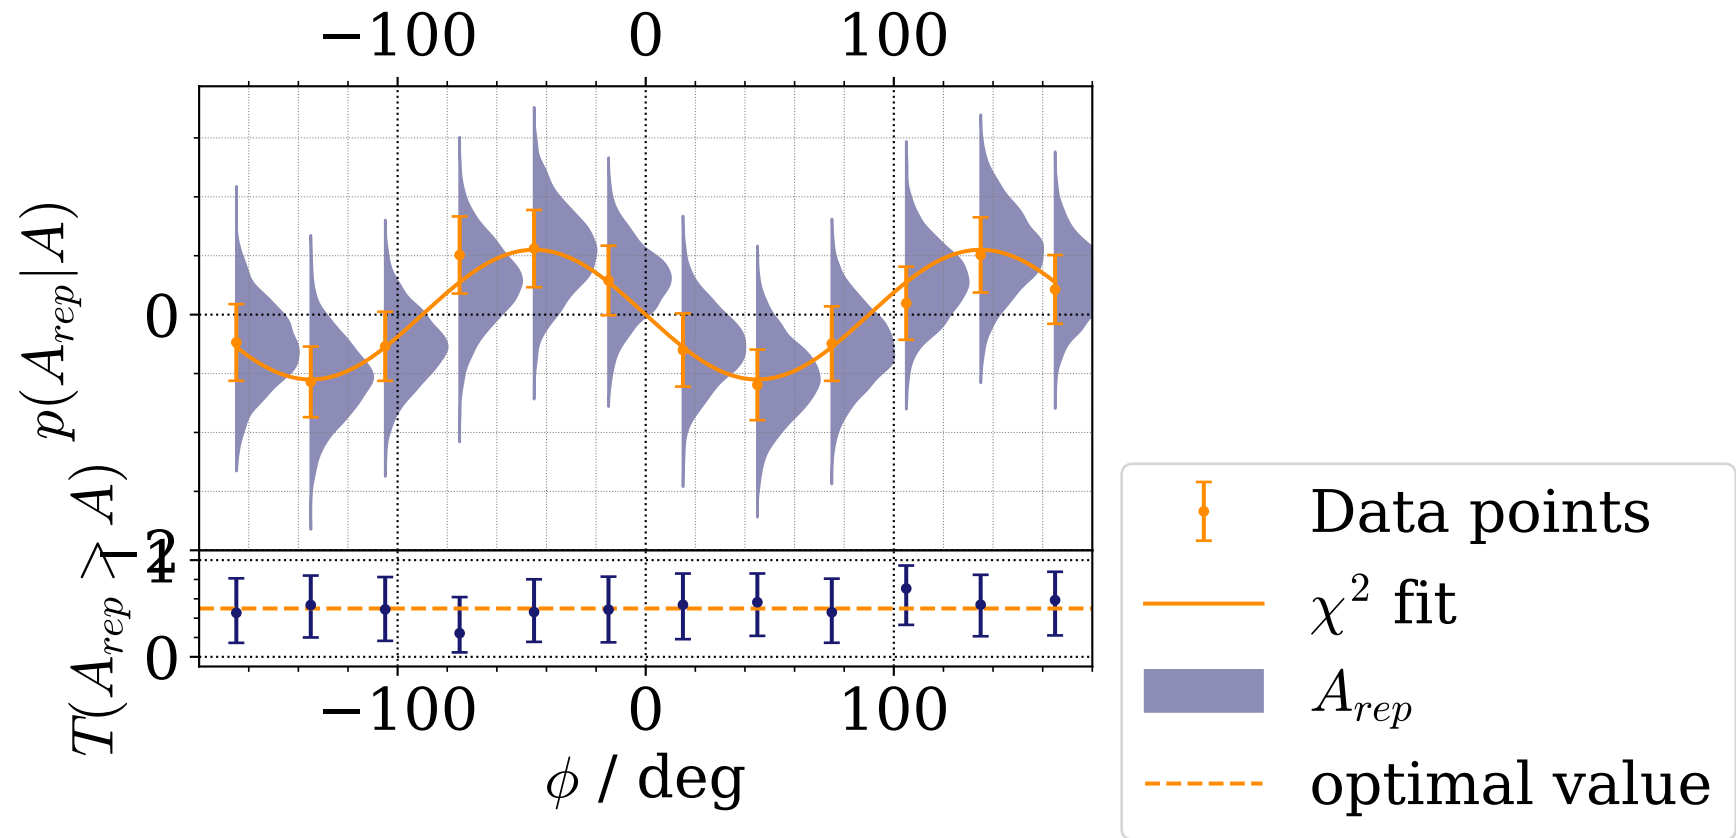 −100 0 100
p(A_rep|A)
0
−2
T(A_rep > A)
1
0
−100 0 100
ϕ / deg
Data points
χ² fit
A_rep
optimal value